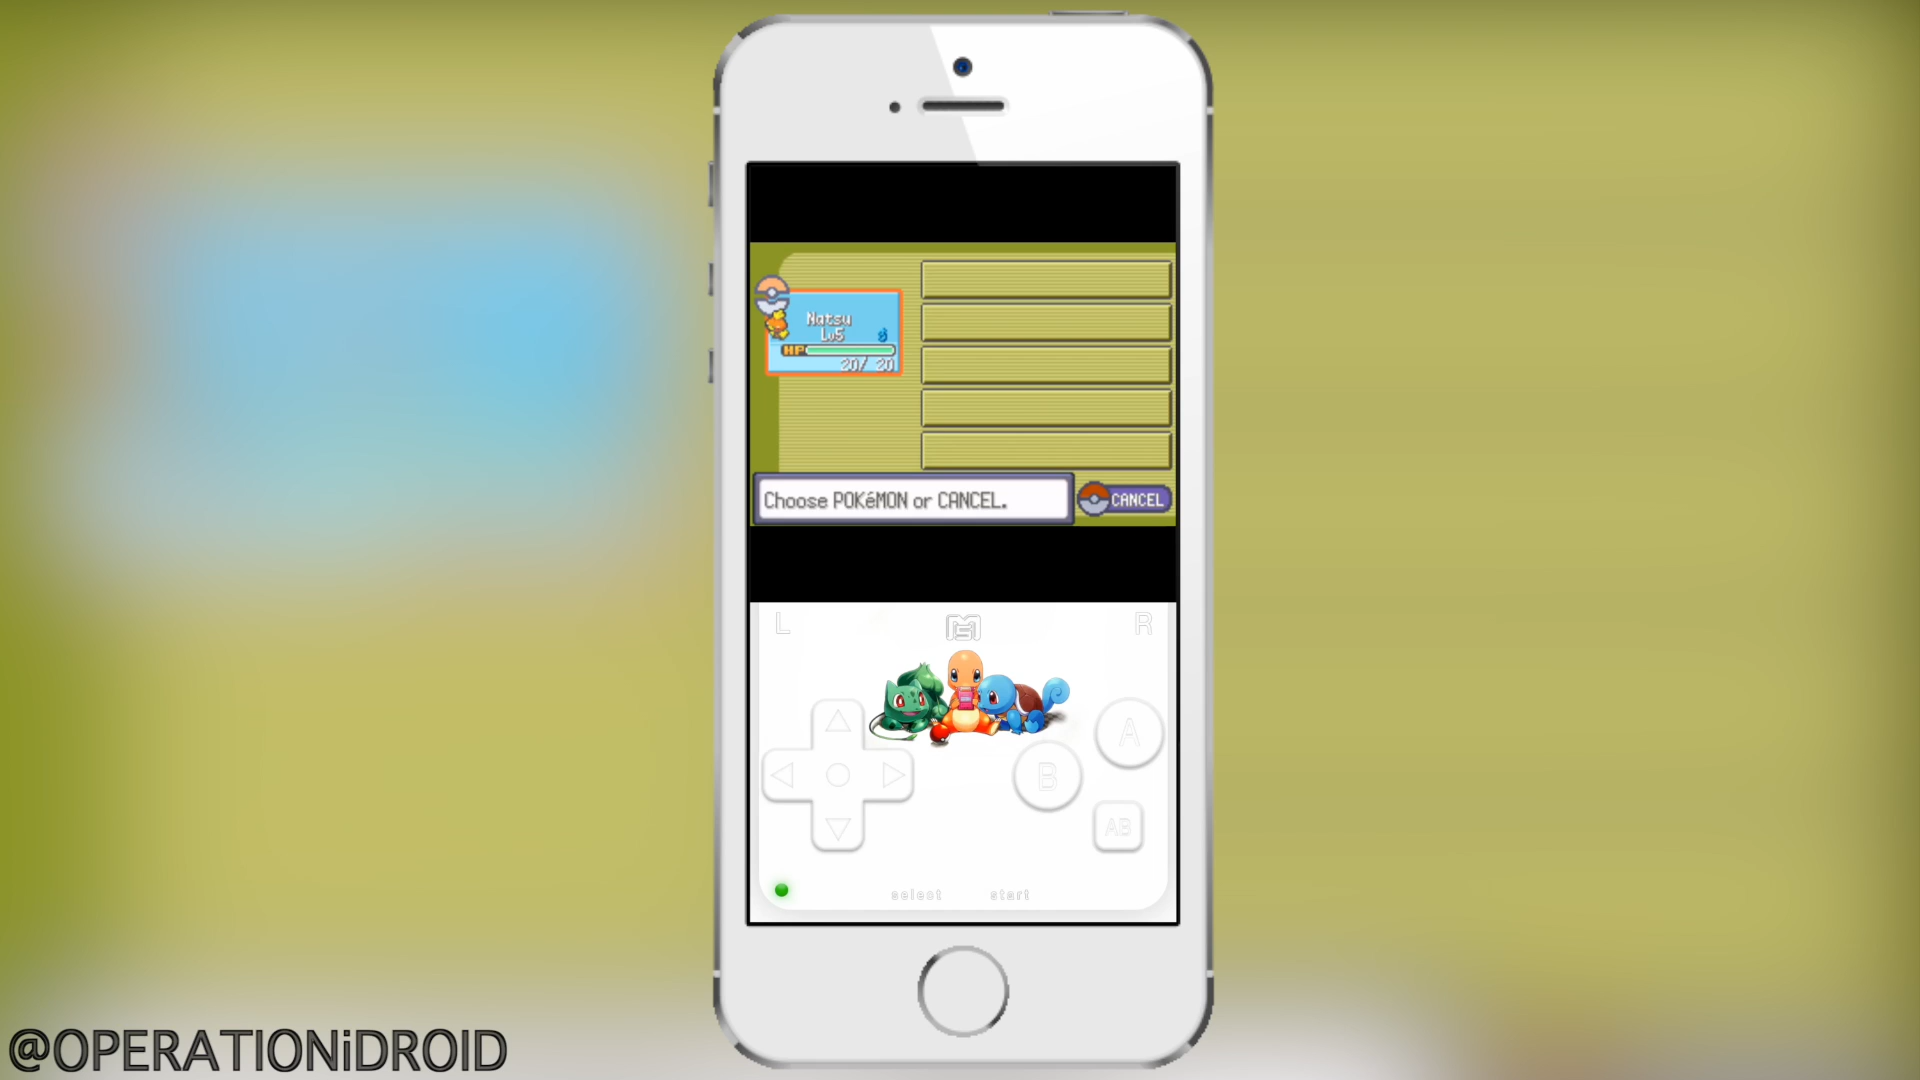 Natsu
Lv5 ♂
HP
20/ 20
Choose POKéMON or CANCEL.
CANCEL
L
R
A
B
AB
select
start
@OPERATIONiDROID